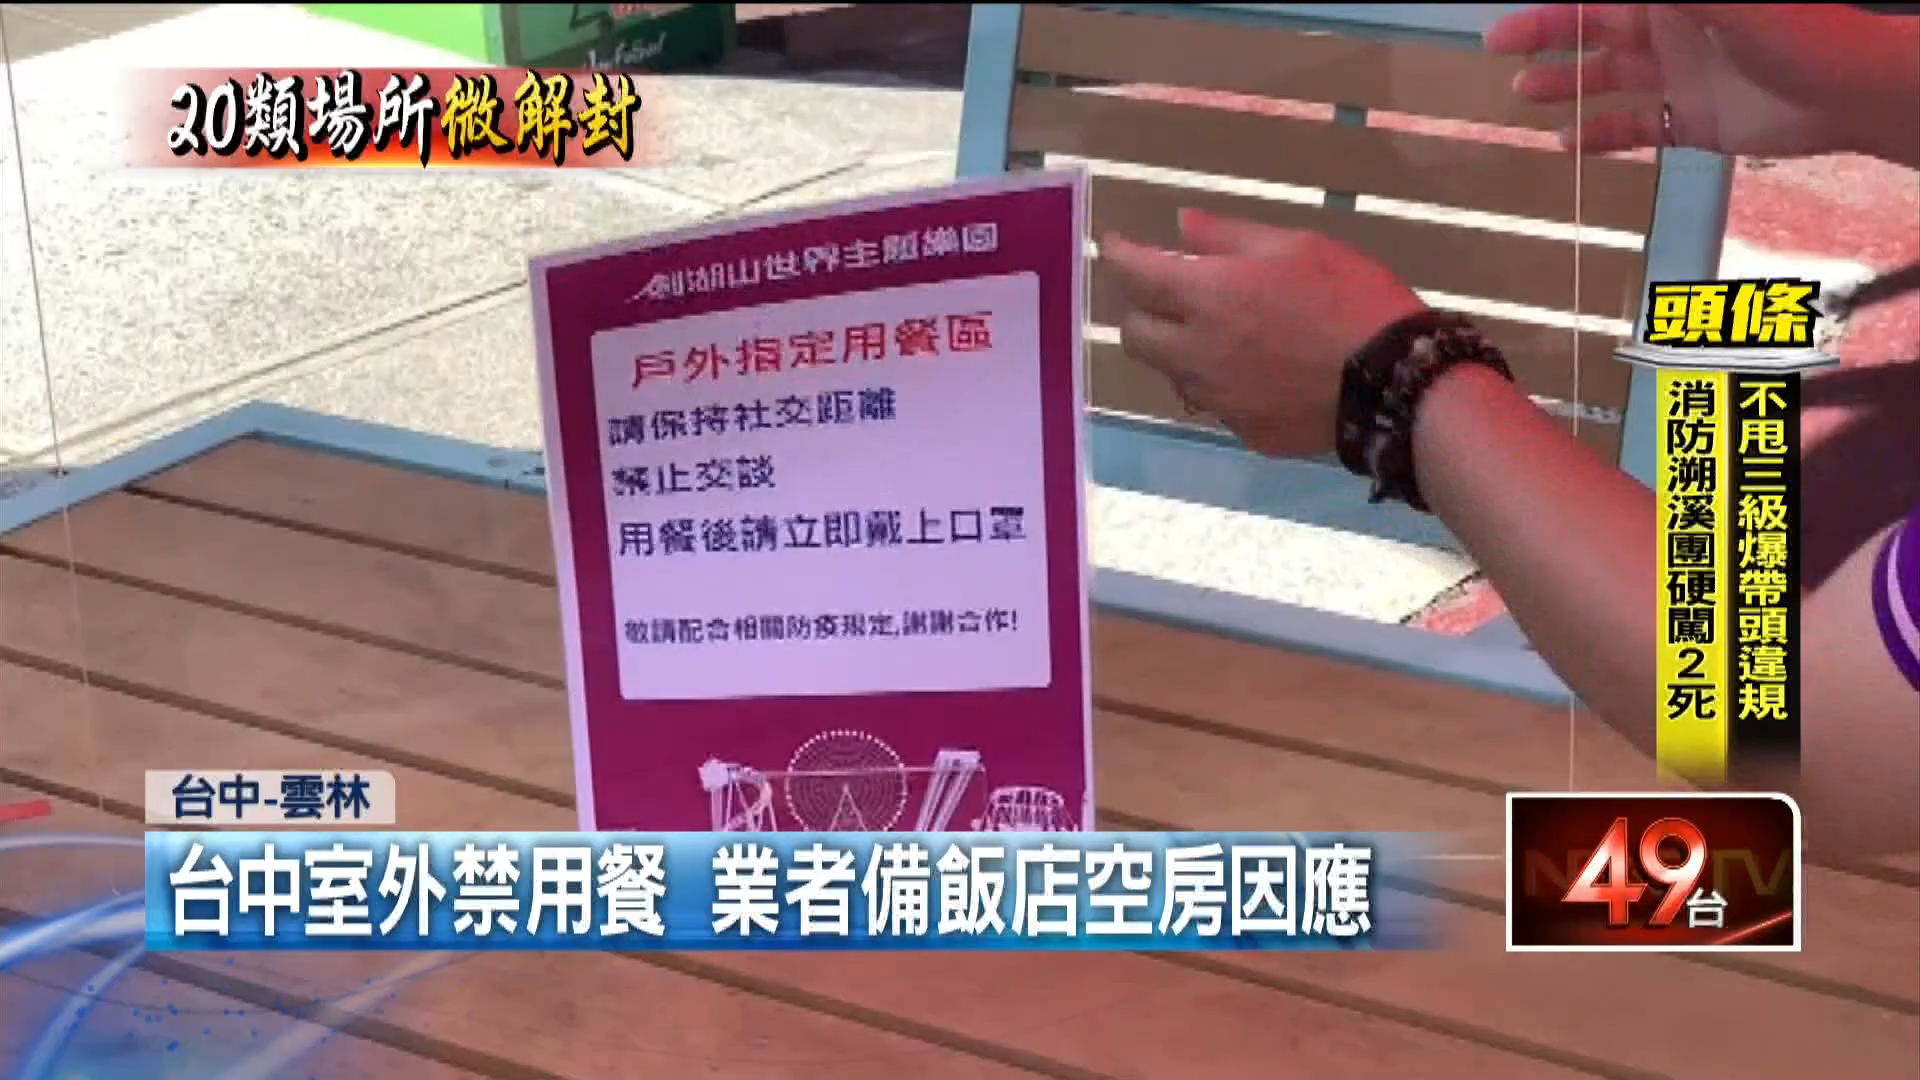 20類場所微解封
劍湖山世界主題樂園
戶外指定用餐區
請保持社交距離
禁止交談
用餐後請立即戴上口罩
敬請配合相關防疫規定,謝謝合作!
頭條
不甩三級爆帶頭違規
消防溯溪團硬闖2死
台中-雲林
台中室外禁用餐 業者備飯店空房因應
49台